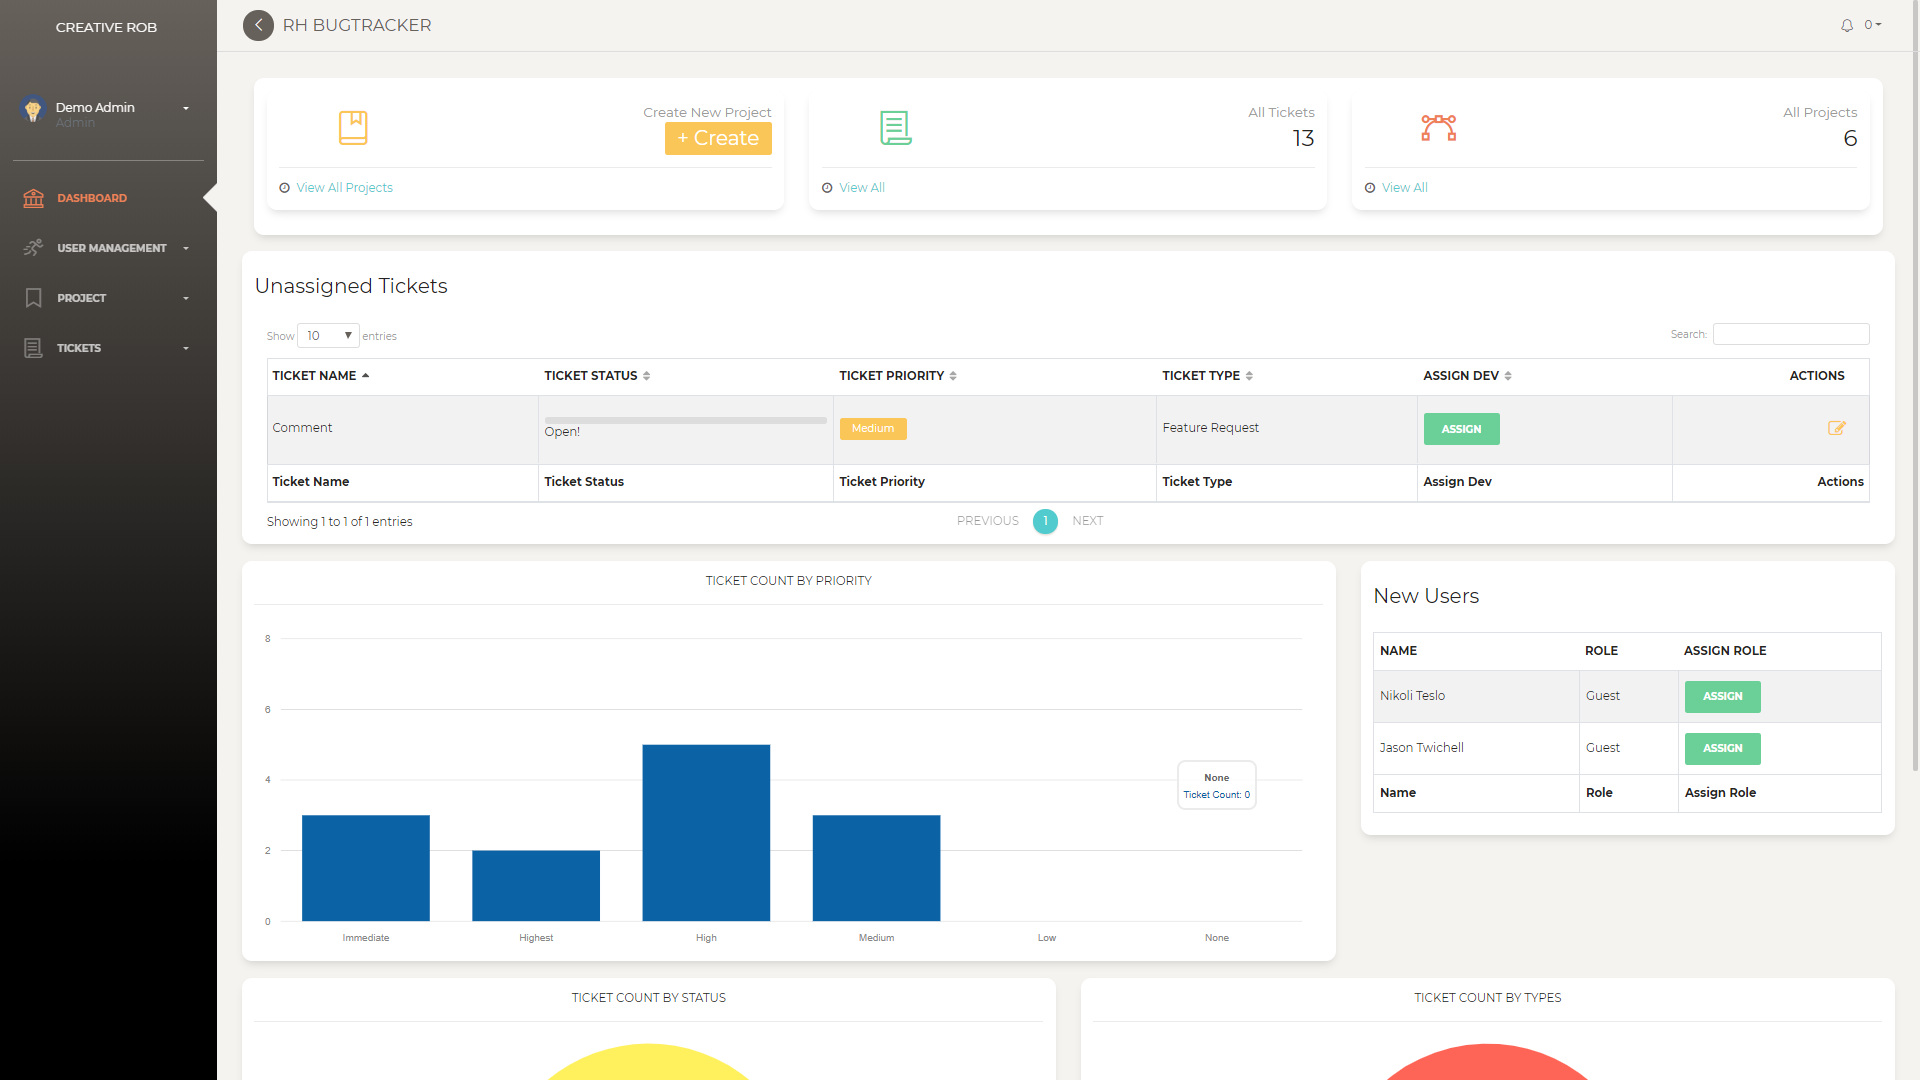 CREATIVE ROB
RH BUGTRACKER
0
Demo Admin
Admin
DASHBOARD
USER MANAGEMENT
PROJECT
TICKETS
Create New Project
+ Create
View All Projects
All Tickets
13
View All
All Projects
6
View All
Unassigned Tickets
Show 10 entries
Search:
TICKET NAME TICKET STATUS TICKET PRIORITY TICKET TYPE ASSIGN DEV ACTIONS
Comment Open! Medium Feature Request ASSIGN
Ticket Name Ticket Status Ticket Priority Ticket Type Assign Dev Actions
Showing 1 to 1 of 1 entries
PREVIOUS 1 NEXT
TICKET COUNT BY PRIORITY
8
6
4
2
0
None
Ticket Count: 0
Immediate Highest High Medium Low None
New Users
NAME ROLE ASSIGN ROLE
Nikoli Teslo Guest ASSIGN
Jason Twichell Guest ASSIGN
Name Role Assign Role
TICKET COUNT BY STATUS
TICKET COUNT BY TYPES